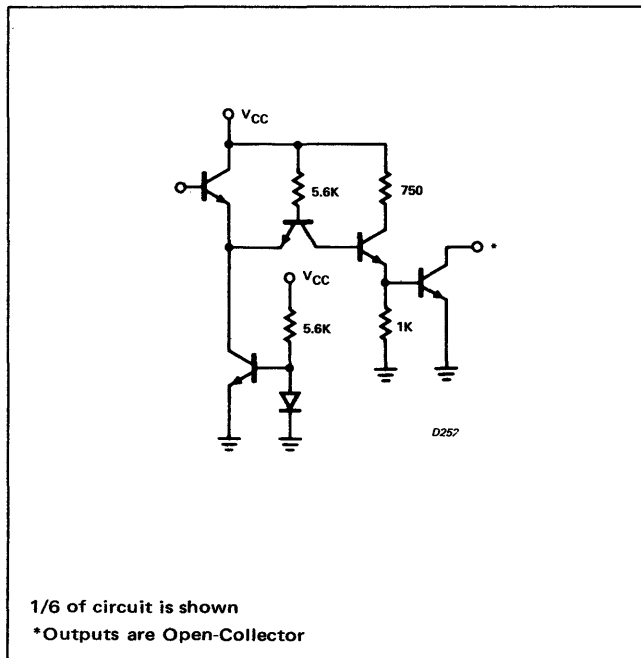 VCC
5.6K
750
*
VCC
5.6K
1K
D257
1/6 of circuit is shown
*Outputs are Open-Collector